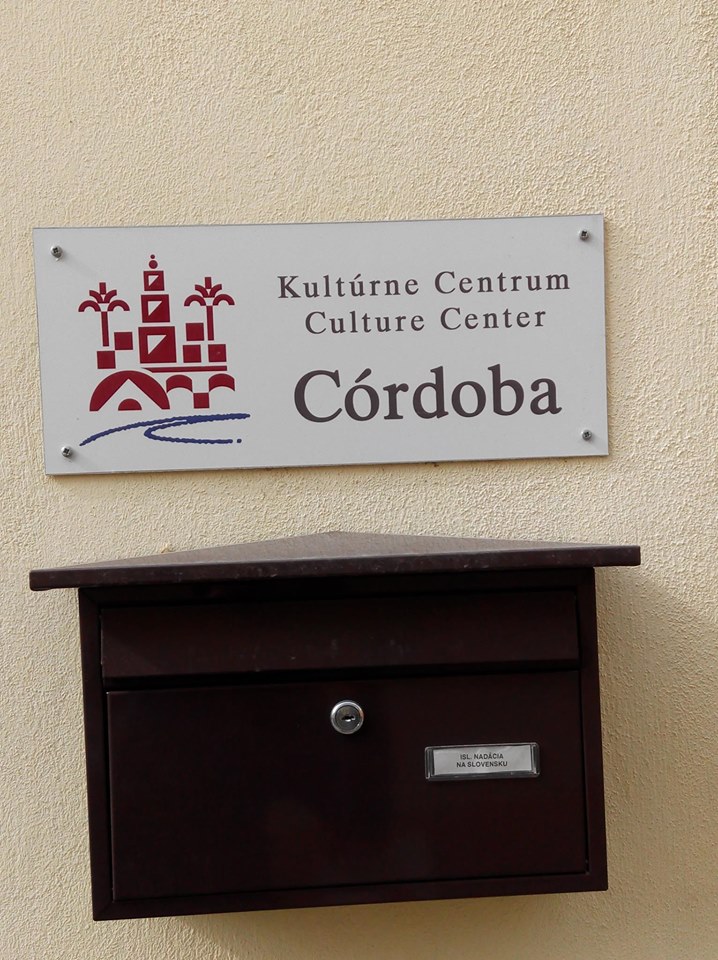 Kultúrne Centrum
Culture Center
Córdoba
ISL. NADÁCIA
NA SLOVENSKU